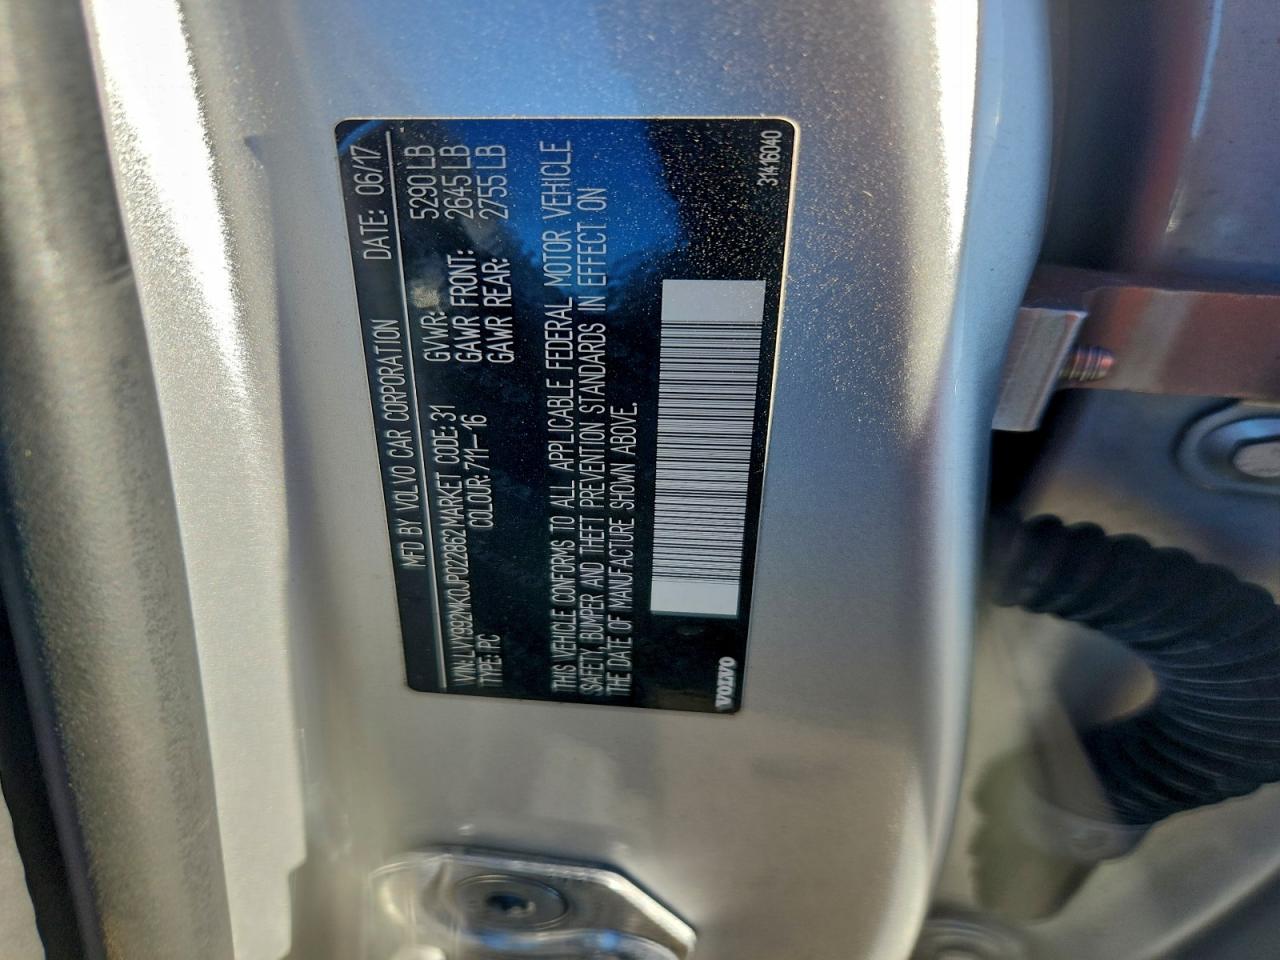 MFD BY VOLVO CAR CORPORATION DATE: 06/17
VIN: LVY992MK0JP022862 MARKET CODE: 31 GVWR: 5290 LB
TYPE: PC COLOUR: 711-16 GAWR FRONT: 2645 LB
GAWR REAR: 2755 LB
THIS VEHICLE CONFORMS TO ALL APPLICABLE FEDERAL MOTOR VEHICLE
SAFETY, BUMPER AND THEFT PREVENTION STANDARDS IN EFFECT ON
THE DATE OF MANUFACTURE SHOWN ABOVE.
VOLVO 31416040